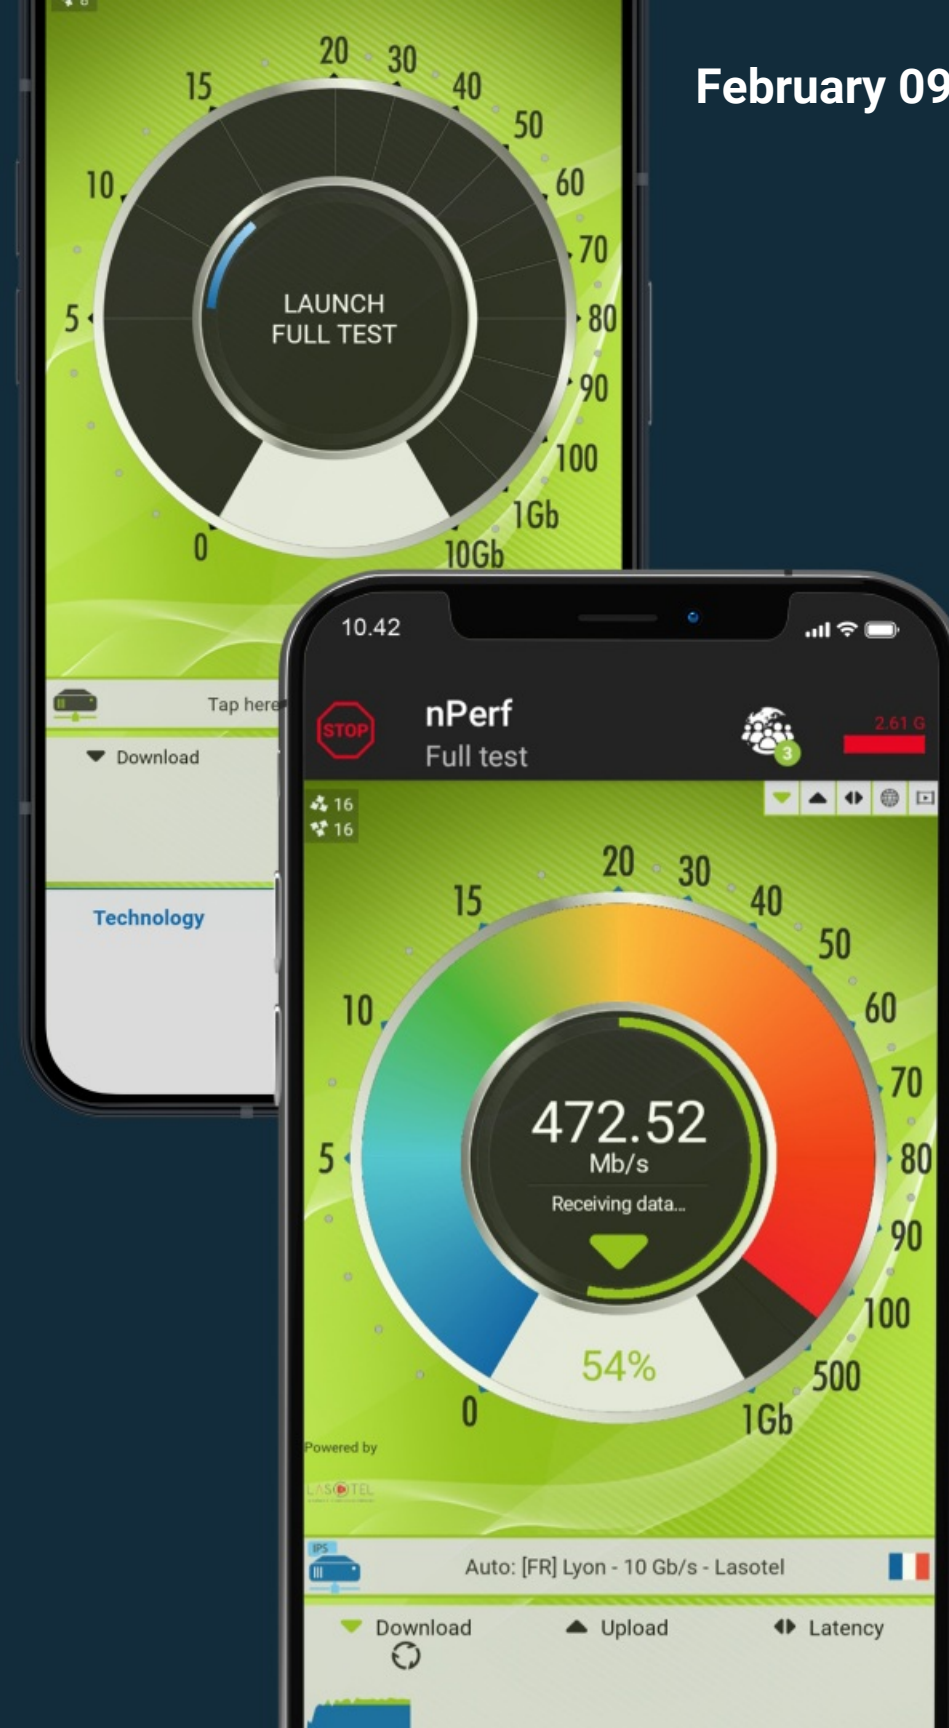 February 09
20
30
15
40
50
10
60
70
LAUNCH
FULL TEST
5
80
90
100
1Gb
0
10Gb
Tap here
Download
Technology
10.42
STOP
nPerf
Full test
3
2.61 G
16
16
20
30
15
40
50
10
60
70
472.52
Mb/s
Receiving data...
5
80
90
100
54%
500
0
1Gb
Powered by
LASOTEL
IPS
Auto: [FR] Lyon - 10 Gb/s - Lasotel
Download
Upload
Latency